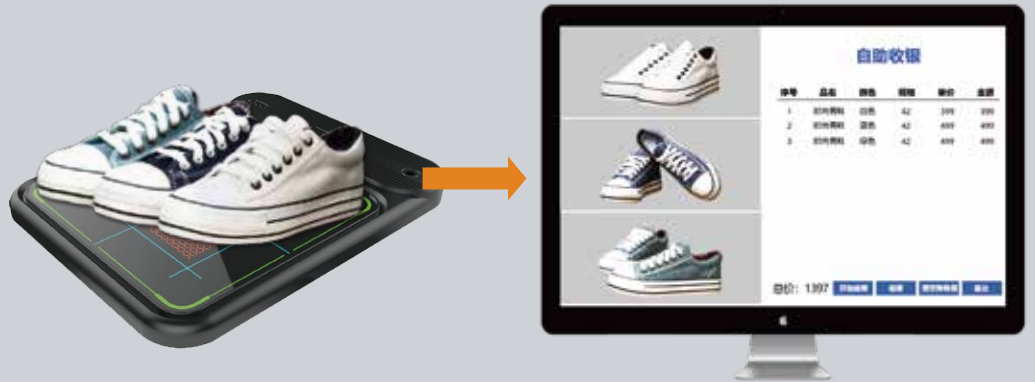 自助收银
序号 品名 颜色 规格 单价 金额
1 时尚男鞋 白色 42 399 399
2 时尚男鞋 蓝色 42 499 499
3 时尚男鞋 绿色 42 499 499
总价：1397